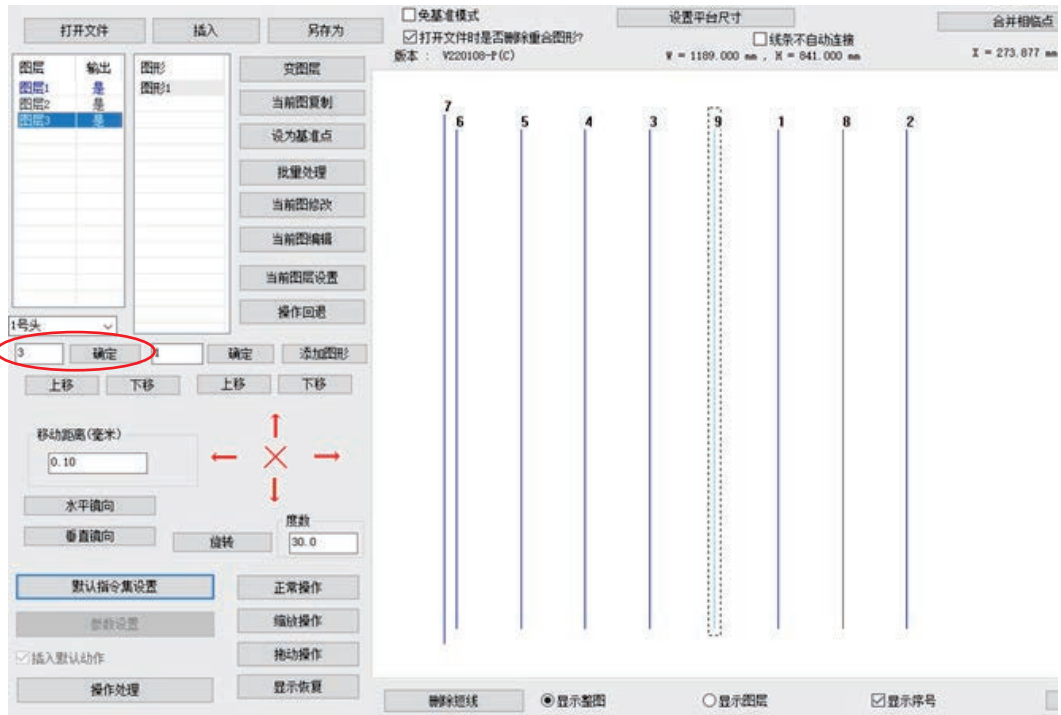 打开文件 插入 另存为
免基准模式 设置平台尺寸 合并相临点
打开文件时是否删除重合图形? 线条不自动连接
版本 : V220108-P(C) W = 1189.000 mm , H = 841.000 mm X = 273.877 mm
图层 输出 图形 变图层
图层1 是 图形1
图层2 是 当前图复制
图层3 是
设为基准点
批量处理
当前图修改
当前图编辑
当前图层设置
操作回退
1号头
3 确定 1 确定 添加图形
上移 下移 上移 下移
移动距离(毫米)
0.10
水平镜向
垂直镜向 旋转 度数
30.0
默认指令集设置 正常操作
参数设置 缩放操作
插入默认动作 拖动操作
操作处理 显示恢复
7
6 5 4 3 9 1 8 2
删除短线 显示整图 显示图层 显示序号